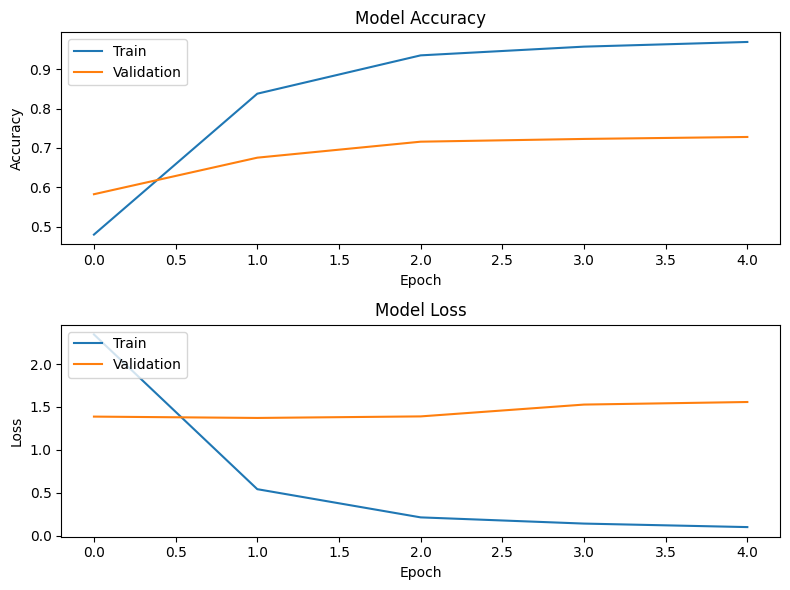 Model Accuracy
Train
Validation
0.9
0.8
0.7
0.6
0.5
Accuracy
0.0 0.5 1.0 1.5 2.0 2.5 3.0 3.5 4.0
Epoch
Model Loss
Train
Validation
2.0
1.5
1.0
0.5
0.0
Loss
0.0 0.5 1.0 1.5 2.0 2.5 3.0 3.5 4.0
Epoch